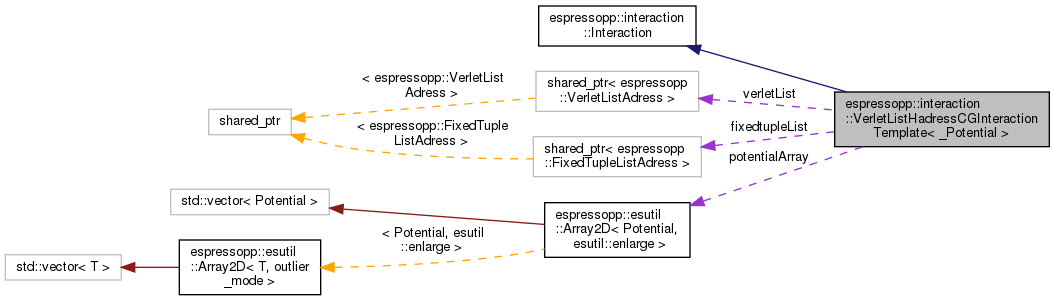 espressopp::interaction
::Interaction
< espressopp::VerletList
Adress >
shared_ptr< espressopp
::VerletListAdress >
verletList
espressopp::interaction
::VerletListHadressCGInteraction
Template< _Potential >
shared_ptr
< espressopp::FixedTuple
ListAdress >
fixedtupleList
shared_ptr< espressopp
::FixedTupleListAdress >
potentialArray
std::vector< Potential >
espressopp::esutil
::Array2D< Potential,
esutil::enlarge >
< Potential, esutil
::enlarge >
std::vector< T >
espressopp::esutil
::Array2D< T, outlier
_mode >